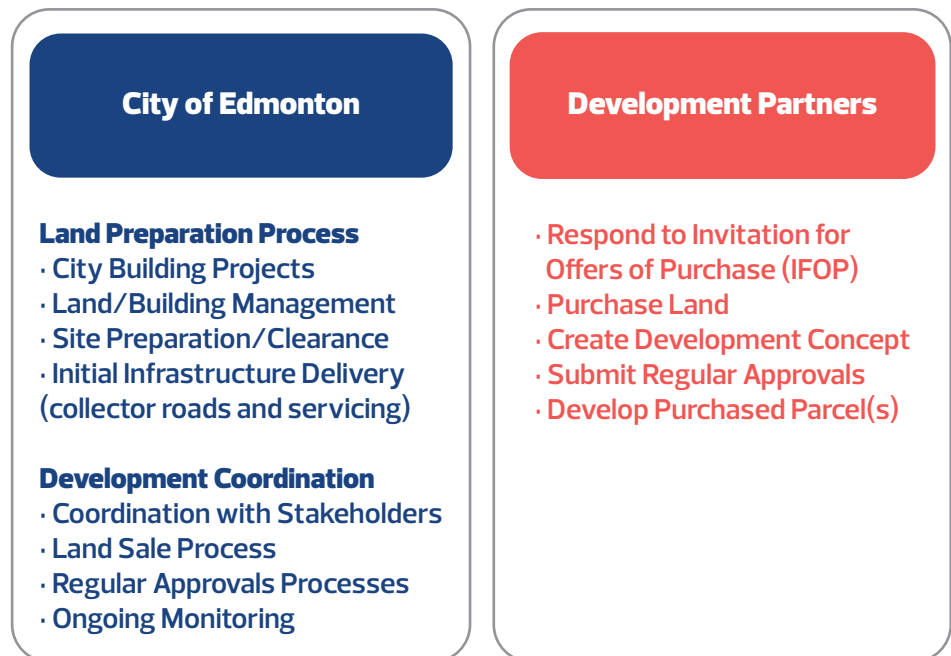 City of Edmonton
Land Preparation Process
· City Building Projects
· Land/Building Management
· Site Preparation/Clearance
· Initial Infrastructure Delivery
(collector roads and servicing)
Development Coordination
· Coordination with Stakeholders
· Land Sale Process
· Regular Approvals Processes
· Ongoing Monitoring
Development Partners
· Respond to Invitation for
Offers of Purchase (IFOP)
· Purchase Land
· Create Development Concept
· Submit Regular Approvals
· Develop Purchased Parcel(s)